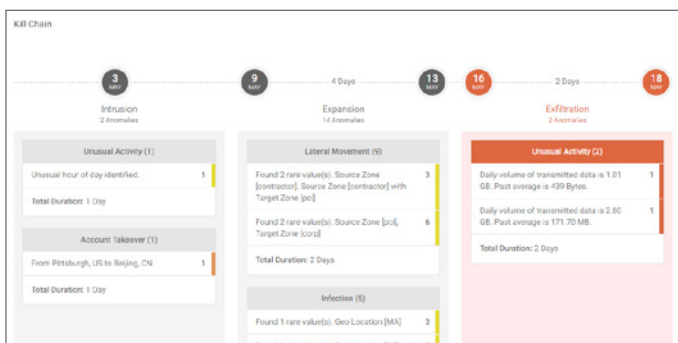 Kill Chain
3
MAY
9
MAY
4 Days
13
MAY
16
MAY
2 Days
18
MAY
Intrusion
2 Anomalies
Expansion
14 Anomalies
Exfiltration
2 Anomalies
Unusual Activity (1)
Unusual hour of day identified. 1
Total Duration: 1 Day
Account Takeover (1)
From Pittsburgh, US to Beijing, CN 1
Total Duration: 1 Day
Lateral Movement (9)
Found 2 rare value(s). Source Zone 3
[contractor]. Source Zone [contractor] with
Target Zone [pci]
Found 2 rare value(s). Source Zone [pci], 6
Target Zone [corp]
Total Duration: 2 Days
Infection (5)
Found 1 rare value(s). Geo Location [MA] 3
Unusual Activity (2)
Daily volume of transmitted data is 1.01 1
GB. Past average is 439 Bytes.
Daily volume of transmitted data is 2.80 1
GB. Past average is 171.70 MB.
Total Duration: 2 Days